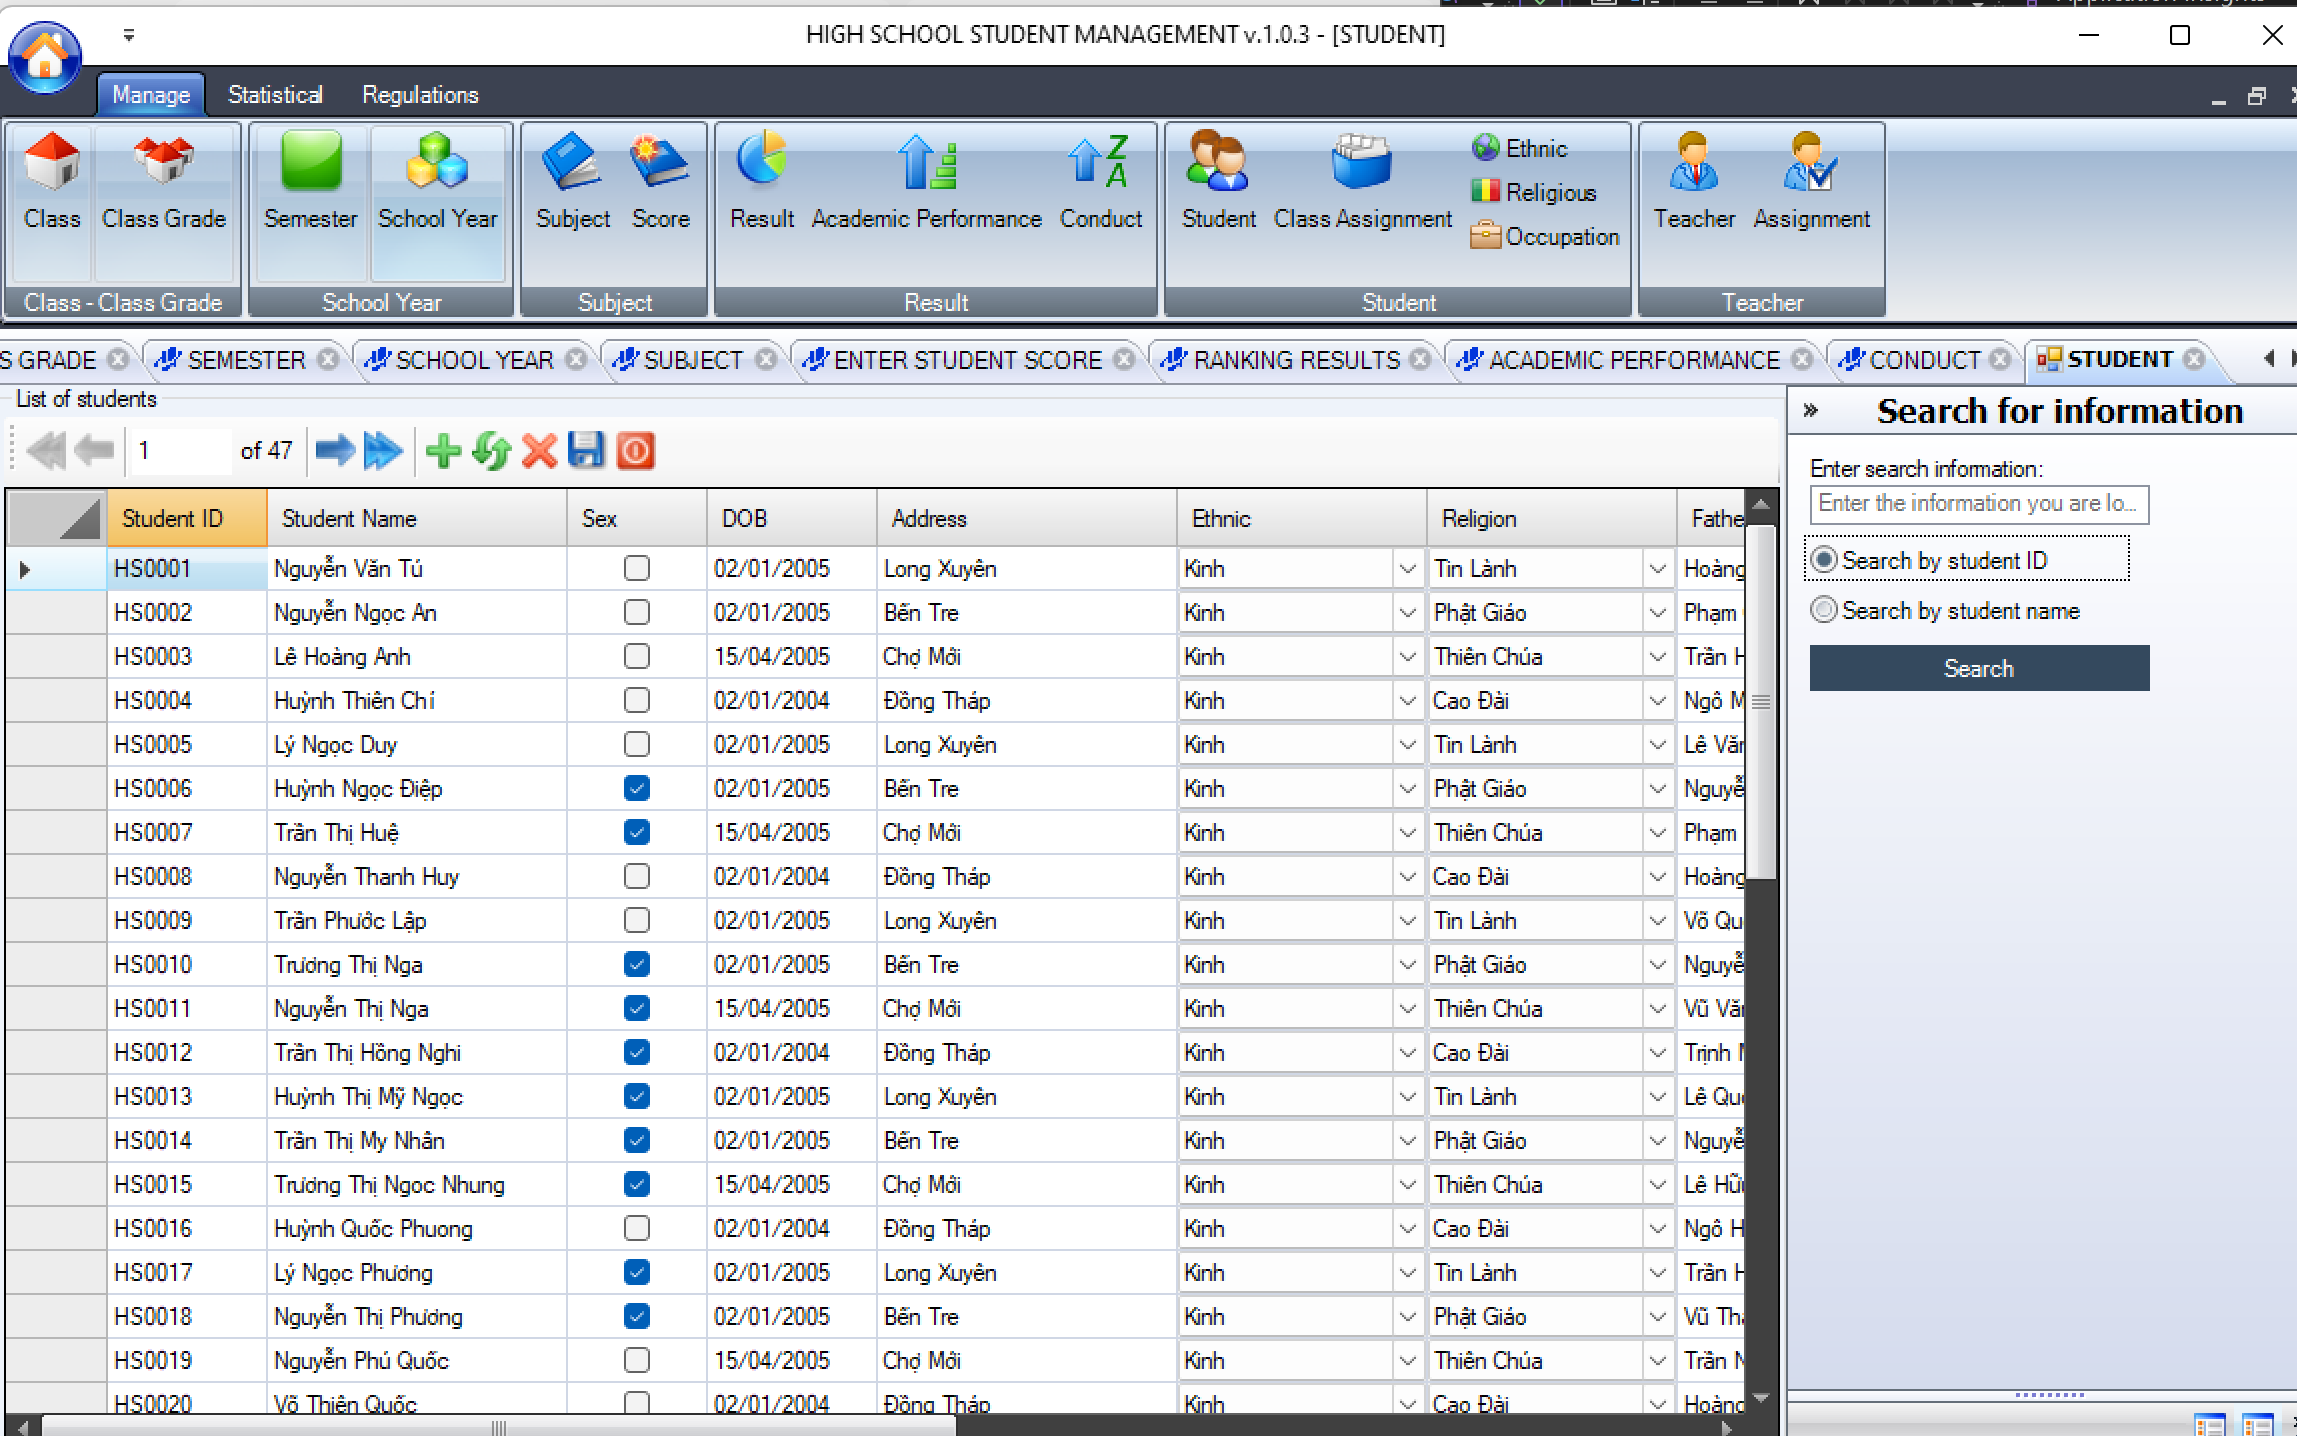 HIGH SCHOOL STUDENT MANAGEMENT v.1.0.3 - [STUDENT]
Manage Statistical Regulations
Class Class Grade Semester School Year Subject Score Result Academic Performance Conduct Student Class Assignment Ethnic Religious Occupation Teacher Assignment
Class - Class Grade School Year Subject Result Student Teacher
S GRADE SEMESTER SCHOOL YEAR SUBJECT ENTER STUDENT SCORE RANKING RESULTS ACADEMIC PERFORMANCE CONDUCT STUDENT
List of students
1 of 47
Student ID Student Name Sex DOB Address Ethnic Religion Fathe
HS0001 Nguyễn Văn Tú 02/01/2005 Long Xuyên Kinh Tin Lành Hoàng
HS0002 Nguyễn Ngọc An 02/01/2005 Bến Tre Kinh Phật Giáo Phạm
HS0003 Lê Hoàng Anh 15/04/2005 Chợ Mới Kinh Thiên Chúa Trần H
HS0004 Huỳnh Thiên Chí 02/01/2004 Đồng Tháp Kinh Cao Đài Ngô M
HS0005 Lý Ngọc Duy 02/01/2005 Long Xuyên Kinh Tin Lành Lê Văn
HS0006 Huỳnh Ngọc Điệp 02/01/2005 Bến Tre Kinh Phật Giáo Nguyễ
HS0007 Trần Thị Huệ 15/04/2005 Chợ Mới Kinh Thiên Chúa Phạm
HS0008 Nguyễn Thanh Huy 02/01/2004 Đồng Tháp Kinh Cao Đài Hoàng
HS0009 Trần Phước Lập 02/01/2005 Long Xuyên Kinh Tin Lành Võ Qu
HS0010 Trương Thị Nga 02/01/2005 Bến Tre Kinh Phật Giáo Nguyễ
HS0011 Nguyễn Thị Nga 15/04/2005 Chợ Mới Kinh Thiên Chúa Vũ Vă
HS0012 Trần Thị Hồng Nghi 02/01/2004 Đồng Tháp Kinh Cao Đài Trịnh
HS0013 Huỳnh Thị Mỹ Ngọc 02/01/2005 Long Xuyên Kinh Tin Lành Lê Qu
HS0014 Trần Thị My Nhân 02/01/2005 Bến Tre Kinh Phật Giáo Nguyễ
HS0015 Trương Thị Ngoc Nhung 15/04/2005 Chợ Mới Kinh Thiên Chúa Lê Hữ
HS0016 Huỳnh Quốc Phuong 02/01/2004 Đồng Tháp Kinh Cao Đài Ngô H
HS0017 Lý Ngọc Phương 02/01/2005 Long Xuyên Kinh Tin Lành Trần H
HS0018 Nguyễn Thị Phương 02/01/2005 Bến Tre Kinh Phật Giáo Vũ Th
HS0019 Nguyễn Phú Quốc 15/04/2005 Chợ Mới Kinh Thiên Chúa Trần N
HS0020 Võ Thiên Quốc 02/01/2004 Đồng Tháp Kinh Cao Đài Hoàng
Search for information
Enter search information:
Enter the information you are lo...
Search by student ID
Search by student name
Search